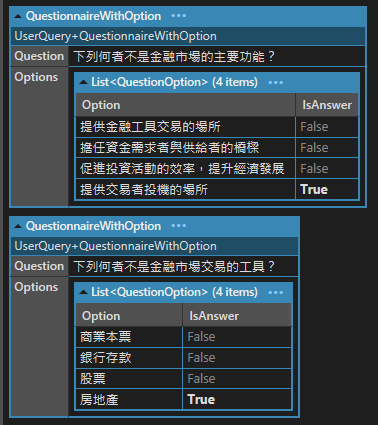 QuestionnaireWithOption •••
UserQuery+QuestionnaireWithOption
Question 下列何者不是金融市場的主要功能？
Options List<QuestionOption> (4 items)
Option IsAnswer
提供金融工具交易的場所 False
擔任資金需求者與供給者的橋樑 False
促進投資活動的效率，提升經濟發展 False
提供交易者投機的場所 True
QuestionnaireWithOption •••
UserQuery+QuestionnaireWithOption
Question 下列何者不是金融市場交易的工具？
Options List<QuestionOption> (4 items) •••
Option IsAnswer
商業本票 False
銀行存款 False
股票 False
房地產 True